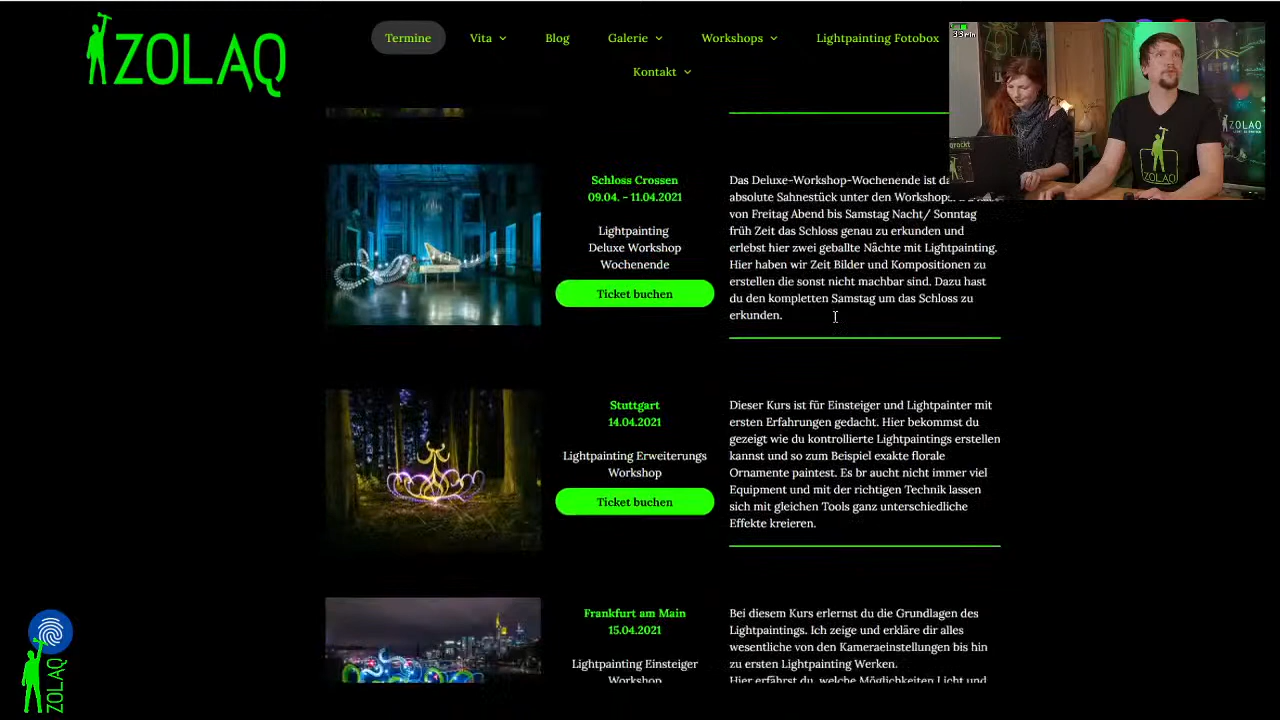 ZOLAQ
Termine
Vita
Blog
Galerie
Workshops
Lightpainting Fotobox
Kontakt
33min
ZOLAQ
ZOLAQ
Schloss Crossen
09.04. - 11.04.2021
Lightpainting
Deluxe Workshop
Wochenende
Ticket buchen
Das Deluxe-Workshop-Wochenende ist
absolute Sahnestück unter den Workshops.
von Freitag Abend bis Samstag Nacht/ Sonntag
früh Zeit das Schloss genau zu erkunden und
erlebst hier zwei geballte Nächte mit Lightpainting.
Hier haben wir Zeit Bilder und Kompositionen zu
erstellen die sonst nicht machbar sind. Dazu hast
du den kompletten Samstag um das Schloss zu
erkunden.
Stuttgart
14.04.2021
Lightpainting Erweiterungs
Workshop
Ticket buchen
Dieser Kurs ist für Einsteiger und Lightpainter mit
ersten Erfahrungen gedacht. Hier bekommst du
gezeigt wie du kontrollierte Lightpaintings erstellen
kannst und so zum Beispiel exakte florale
Ornamente paintest. Es br aucht nicht immer viel
Equipment und mit der richtigen Technik lassen
sich mit gleichen Tools ganz unterschiedliche
Effekte kreieren.
Frankfurt am Main
15.04.2021
Lightpainting Einsteiger
Workshop
Bei diesem Kurs erlernst du die Grundlagen des
Lightpaintings. Ich zeige und erkläre dir alles
wesentliche von den Kameraeinstellungen bis hin
zu ersten Lightpainting Werken.
Hier erfährst du, welche Möglichkeiten Licht und
ZOLAQ